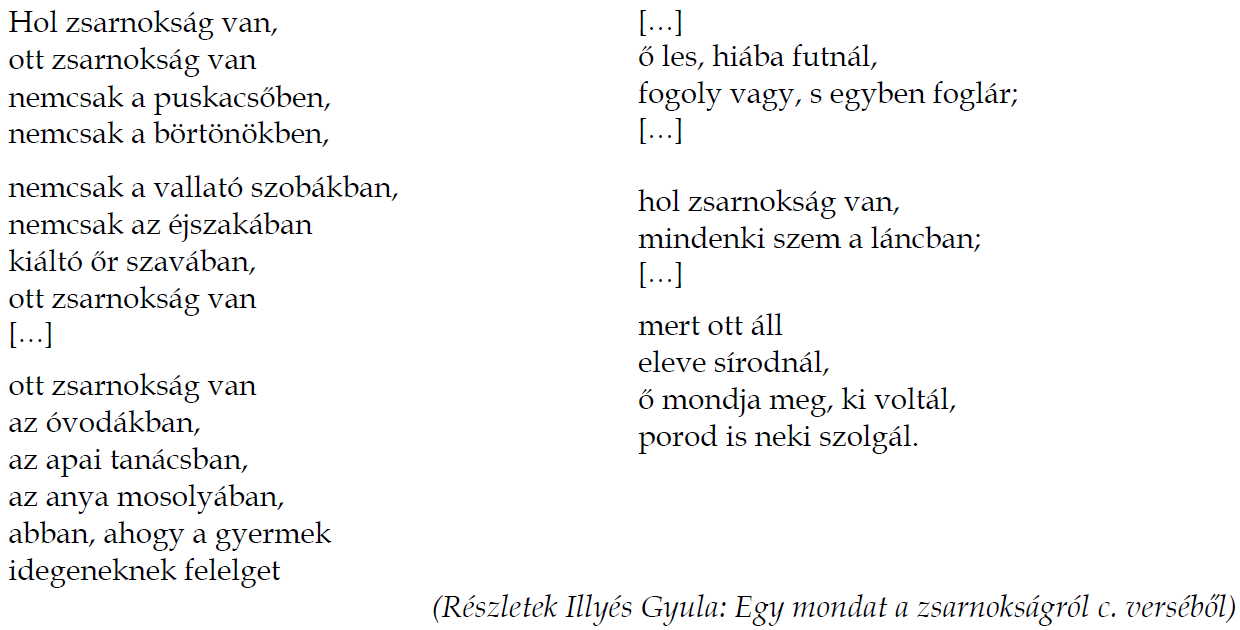 Hol zsarnokság van,
ott zsarnokság van
nemcsak a puskacsőben,
nemcsak a börtönökben,
nemcsak a vallató szobákban,
nemcsak az éjszakában
kiáltó őr szavában,
ott zsarnokság van
[…]
ott zsarnokság van
az óvodákban,
az apai tanácsban,
az anya mosolyában,
abban, ahogy a gyermek
idegeneknek felelget
[…]
ő les, hiába futnál,
fogoly vagy, s egyben foglár;
[…]
hol zsarnokság van,
mindenki szem a láncban;
[…]
mert ott áll
eleve sírodnál,
ő mondja meg, ki voltál,
porod is neki szolgál.
(Részletek Illyés Gyula: Egy mondat a zsarnokságról c. verséből)